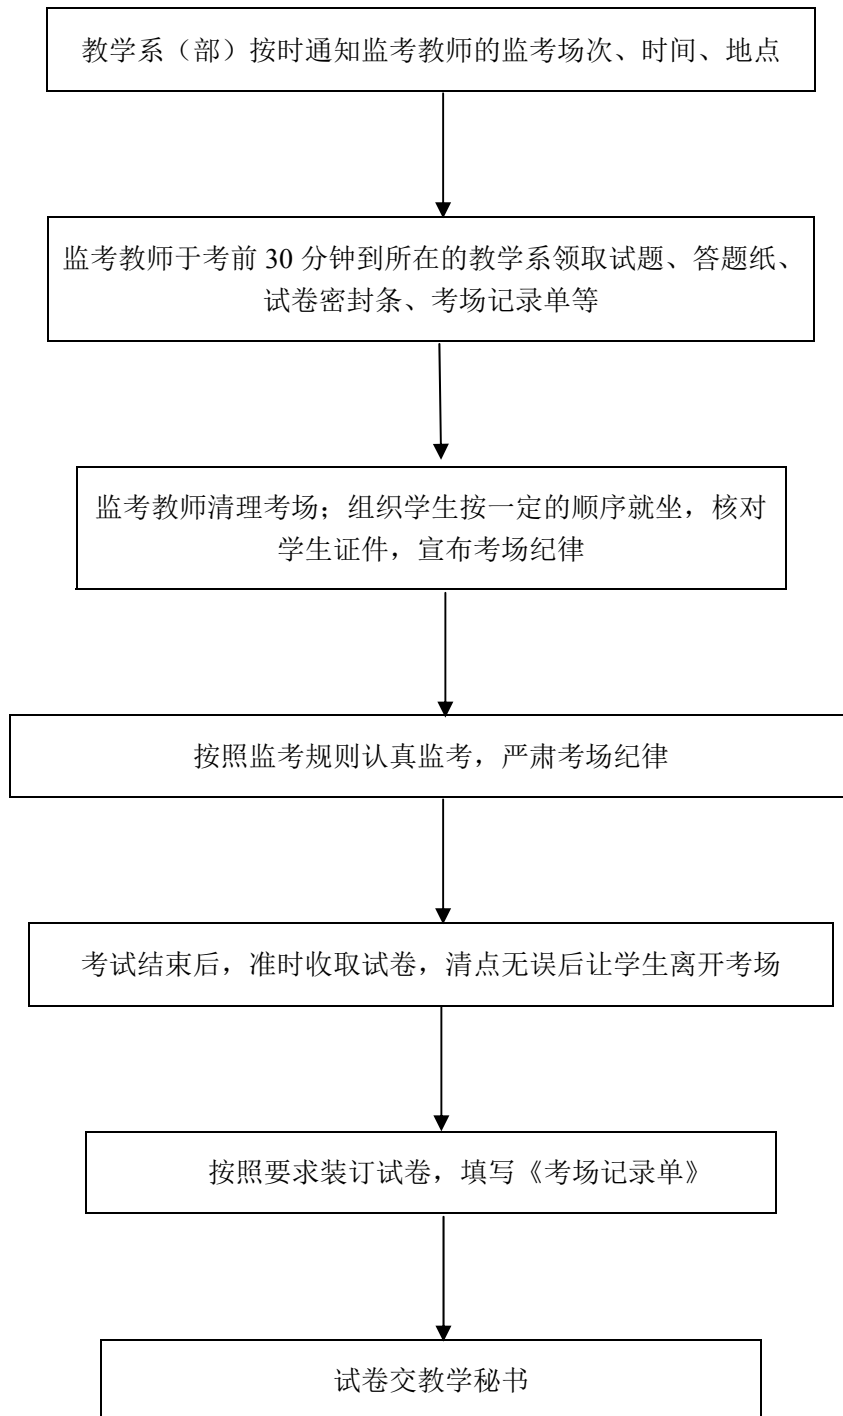 教学系（部）按时通知监考教师的监考场次、时间、地点
监考教师于考前 30 分钟到所在的教学系领取试题、答题纸、
试卷密封条、考场记录单等
监考教师清理考场；组织学生按一定的顺序就坐，核对
学生证件，宣布考场纪律
按照监考规则认真监考，严肃考场纪律
考试结束后，准时收取试卷，清点无误后让学生离开考场
按照要求装订试卷，填写《考场记录单》
试卷交教学秘书